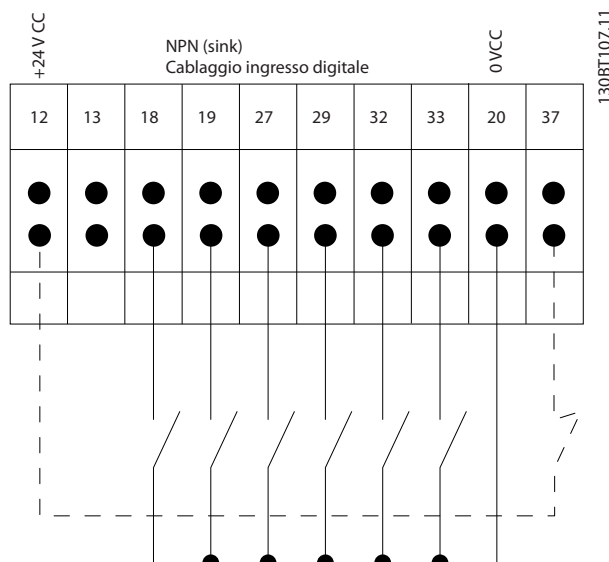 +24 V CC
NPN (sink)
Cablaggio ingresso digitale
0 VCC
130BT107.11
12 13 18 19 27 29 32 33 20 37